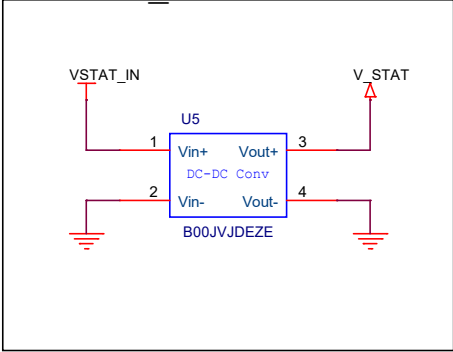 VSTAT_IN
V_STAT
U5
1
Vin+
Vout+
3
DC-DC Conv
2
Vin-
Vout-
4
B00JVJDEZE